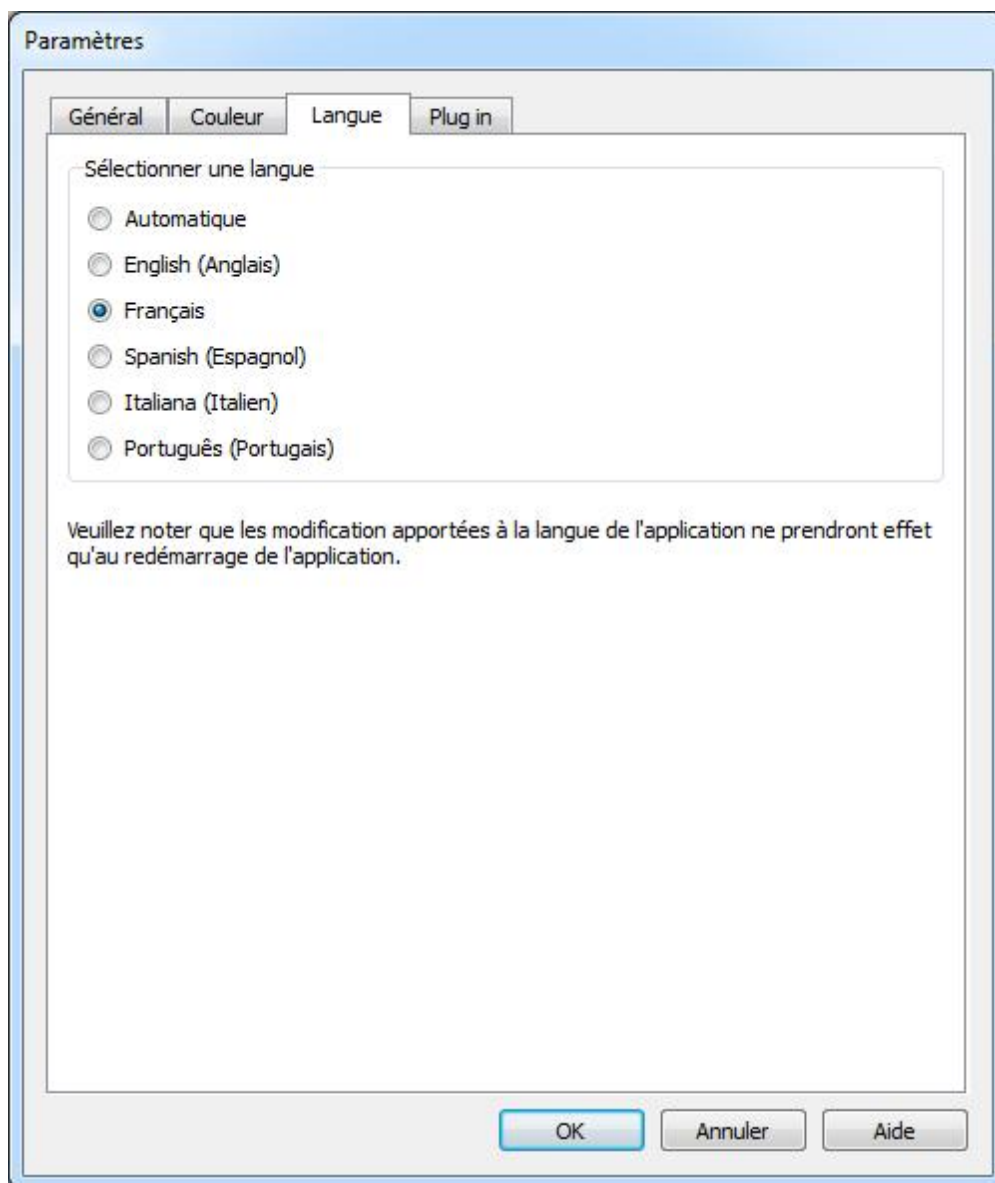 Paramètres
Général Couleur Langue Plug in
Sélectionner une langue
Automatique
English (Anglais)
Français
Spanish (Espagnol)
Italiana (Italien)
Português (Portugais)
Veuillez noter que les modification apportées à la langue de l'application ne prendront effet
qu'au redémarrage de l'application.
OK Annuler Aide